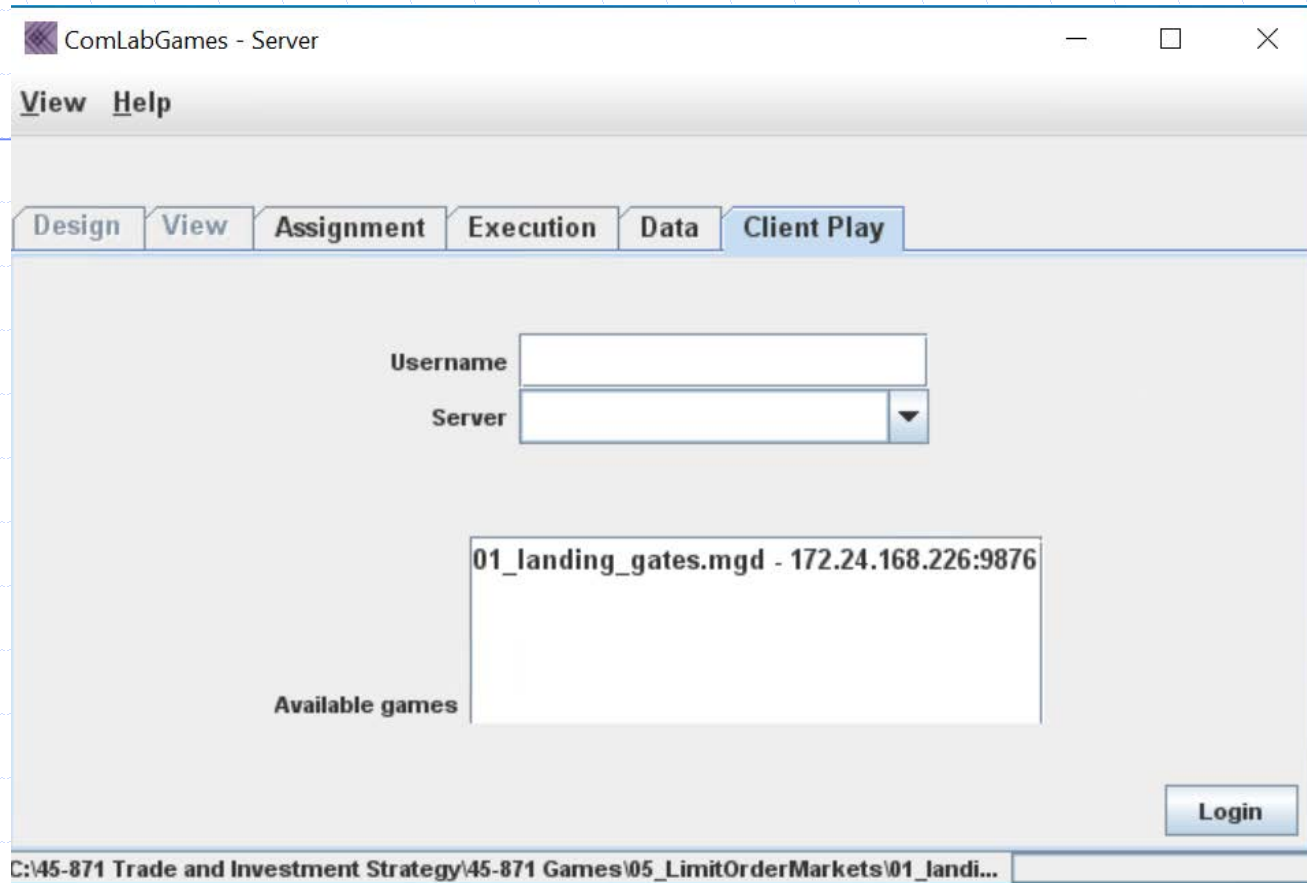 ComLabGames - Server
View Help
Design View Assignment Execution Data Client Play
Username
Server
01_landing_gates.mgd - 172.24.168.226:9876
Available games
Login
C:\45-871 Trade and Investment Strategy\45-871 Games\05_LimitOrderMarkets\01_landi...